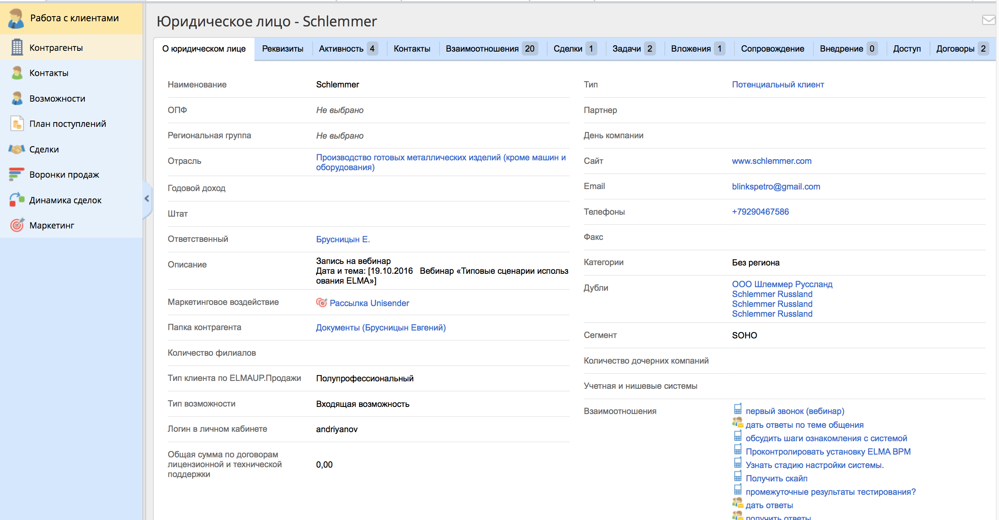 Работа с клиентами
Контрагенты
Контакты
Возможности
План поступлений
Сделки
Воронки продаж
Динамика сделок
Маркетинг
Юридическое лицо - Schlemmer
О юридическом лице Реквизиты Активность 4 Контакты Взаимоотношения 20 Сделки 1 Задачи 2 Вложения 1 Сопровождение Внедрение 0 Доступ Договоры 2
Наименование Schlemmer
ОПФ Не выбрано
Региональная группа Не выбрано
Отрасль Производство готовых металлических изделий (кроме машин и
оборудования)
Годовой доход
Штат
Ответственный Брусницын Е.
Описание Запись на вебинар
Дата и тема: [19.10.2016 Вебинар «Типовые сценарии использ
ования ELMA»]
Маркетинговое воздействие Рассылка Unisender
Папка контрагента Документы (Брусницын Евгений)
Количество филиалов
Тип клиента по ELMAUP.Продажи Полупрофессиональный
Тип возможности Входящая возможность
Логин в личном кабинете andriyanov
Общая сумма по договорам
лицензионной и технической 0,00
поддержки
Тип Потенциальный клиент
Партнер
День компании
Сайт www.schlemmer.com
Email blinkspetro@gmail.com
Телефоны +79290467586
Факс
Категории Без региона
Дубли ООО Шлеммер Руссланд
Schlemmer Russland
Schlemmer Russland
Schlemmer Russland
Сегмент SOHO
Количество дочерних компаний
Учетная и нишевые системы
Взаимоотношения первый звонок (вебинар)
дать ответы по теме общения
обсудить шаги ознакомления с системой
Проконтролировать установку ELMA BPM
Узнать стадию настройки системы.
Получить скайп
промежуточные результаты тестирования?
дать ответы
получить ответы